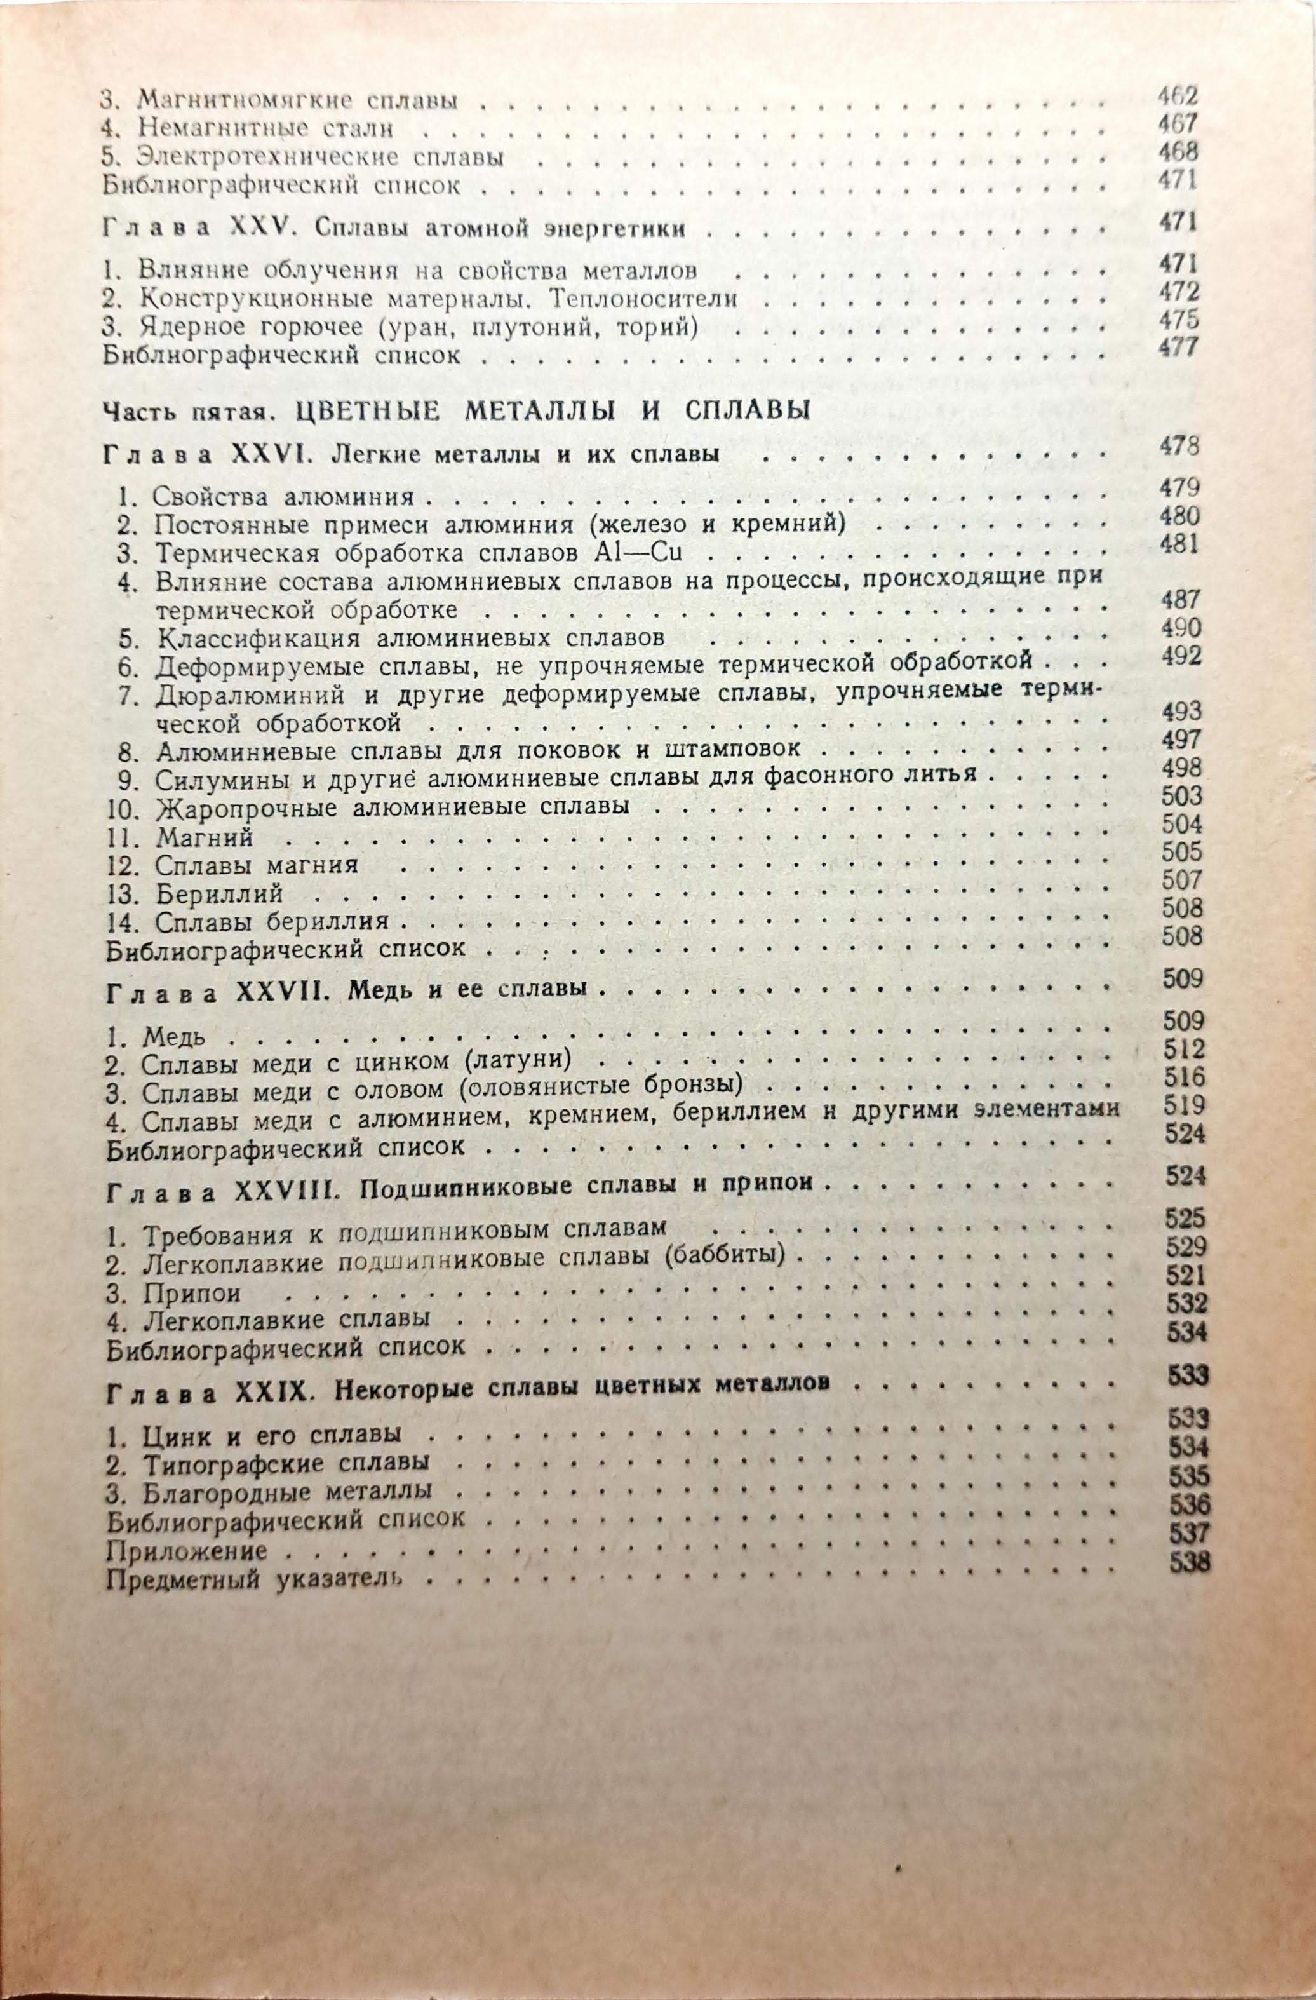 3. Магнитномягкие сплавы . . . . . . . . . . . . . . . . . . . . . . . 462
4. Немагнитные стали . . . . . . . . . . . . . . . . . . . . . . . . . 467
5. Электротехнические сплавы . . . . . . . . . . . . . . . . . . . . . 468
Библиографический список . . . . . . . . . . . . . . . . . . . . . . . 471
Глава XXV. Сплавы атомной энергетики . . . . . . . . . . . . . . . 471
1. Влияние облучения на свойства металлов . . . . . . . . . . . . . . 471
2. Конструкционные материалы. Теплоносители . . . . . . . . . . . . . 472
3. Ядерное горючее (уран, плутоний, торий) . . . . . . . . . . . . . . 475
Библиографический список . . . . . . . . . . . . . . . . . . . . . . . 477
Часть пятая. ЦВЕТНЫЕ МЕТАЛЛЫ И СПЛАВЫ
Глава XXVI. Легкие металлы и их сплавы . . . . . . . . . . . . . 478
1. Свойства алюминия . . . . . . . . . . . . . . . . . . . . . . . . . 479
2. Постоянные примеси алюминия (железо и кремний) . . . . . . . . . 480
3. Термическая обработка сплавов Al—Cu . . . . . . . . . . . . . . . 481
4. Влияние состава алюминиевых сплавов на процессы, происходящие при
термической обработке . . . . . . . . . . . . . . . . . . . . . . . 487
5. Классификация алюминиевых сплавов . . . . . . . . . . . . . . . 490
6. Деформируемые сплавы, не упрочняемые термической обработкой . . . 492
7. Дюралюминий и другие деформируемые сплавы, упрочняемые терми-
ческой обработкой . . . . . . . . . . . . . . . . . . . . . . . . . 493
8. Алюминиевые сплавы для поковок и штамповок . . . . . . . . . . . 497
9. Силумины и другие алюминиевые сплавы для фасонного литья . . . . . 498
10. Жаропрочные алюминиевые сплавы . . . . . . . . . . . . . . . . . 503
11. Магний . . . . . . . . . . . . . . . . . . . . . . . . . . . . . . 504
12. Сплавы магния . . . . . . . . . . . . . . . . . . . . . . . . . . 505
13. Бериллий . . . . . . . . . . . . . . . . . . . . . . . . . . . . . 507
14. Сплавы бериллия . . . . . . . . . . . . . . . . . . . . . . . . . 508
Библиографический список . . . . . . . . . . . . . . . . . . . . . . . 508
Глава XXVII. Медь и ее сплавы . . . . . . . . . . . . . . . . . . . 509
1. Медь . . . . . . . . . . . . . . . . . . . . . . . . . . . . . . . . 509
2. Сплавы меди с цинком (латуни) . . . . . . . . . . . . . . . . . . . 512
3. Сплавы меди с оловом (оловянистые бронзы) . . . . . . . . . . . . . 516
4. Сплавы меди с алюминием, кремнием, бериллием и другими элементами 519
Библиографический список . . . . . . . . . . . . . . . . . . . . . . . 524
Глава XXVIII. Подшипниковые сплавы и припои . . . . . . . . . . . 524
1. Требования к подшипниковым сплавам . . . . . . . . . . . . . . . 525
2. Легкоплавкие подшипниковые сплавы (баббиты) . . . . . . . . . . . . 529
3. Припои . . . . . . . . . . . . . . . . . . . . . . . . . . . . . . 521
4. Легкоплавкие сплавы . . . . . . . . . . . . . . . . . . . . . . . . 532
Библиографический список . . . . . . . . . . . . . . . . . . . . . . . 534
Глава XXIX. Некоторые сплавы цветных металлов . . . . . . . . . . 533
1. Цинк и его сплавы . . . . . . . . . . . . . . . . . . . . . . . . . 533
2. Типографские сплавы . . . . . . . . . . . . . . . . . . . . . . . . 534
3. Благородные металлы . . . . . . . . . . . . . . . . . . . . . . . . 535
Библиографический список . . . . . . . . . . . . . . . . . . . . . . . 536
Приложение . . . . . . . . . . . . . . . . . . . . . . . . . . . . . . 537
Предметный указатель . . . . . . . . . . . . . . . . . . . . . . . . . 538